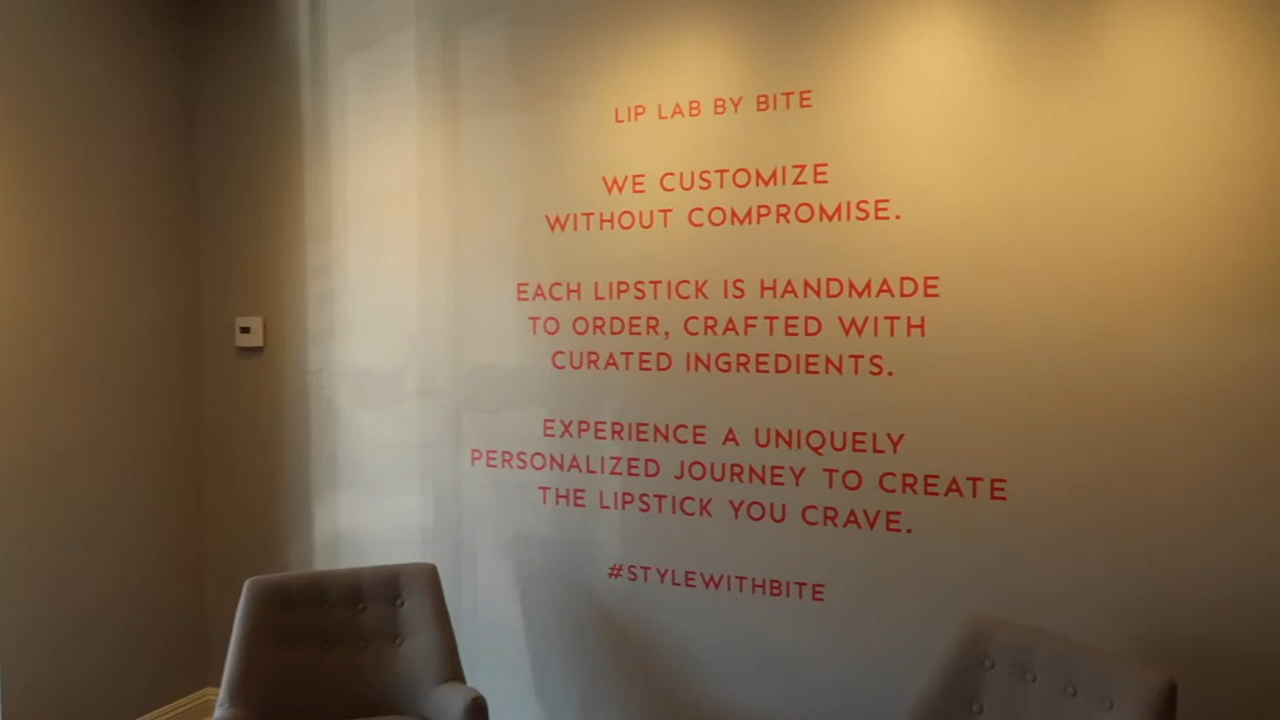 LIP LAB BY BITE
WE CUSTOMIZE
WITHOUT COMPROMISE.
EACH LIPSTICK IS HANDMADE
TO ORDER, CRAFTED WITH
CURATED INGREDIENTS.
EXPERIENCE A UNIQUELY
PERSONALIZED JOURNEY TO CREATE
THE LIPSTICK YOU CRAVE.
#STYLEWITHBITE